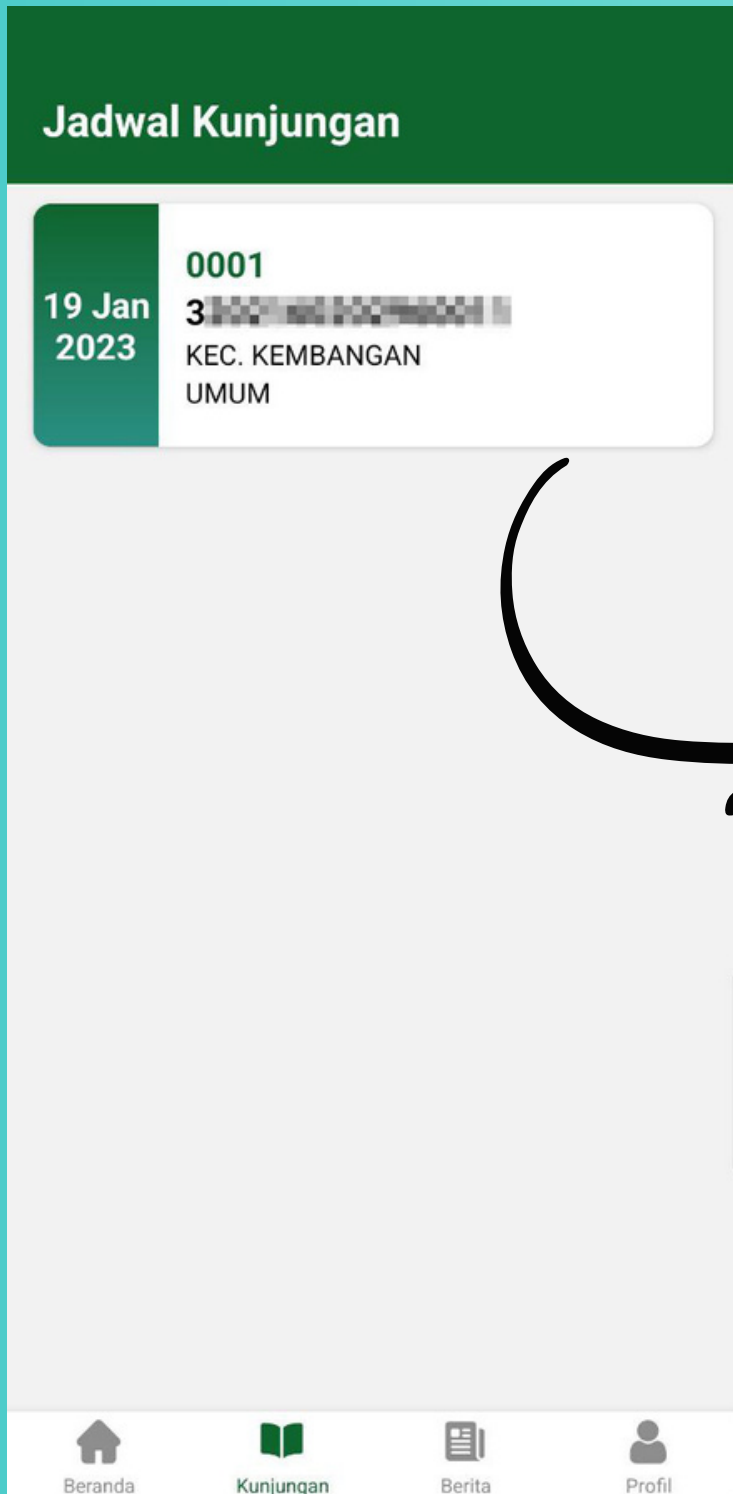 Jadwal Kunjungan
19 Jan
2023
0001
3
KEC. KEMBANGAN
UMUM
Beranda
Kunjungan
Berita
Profil